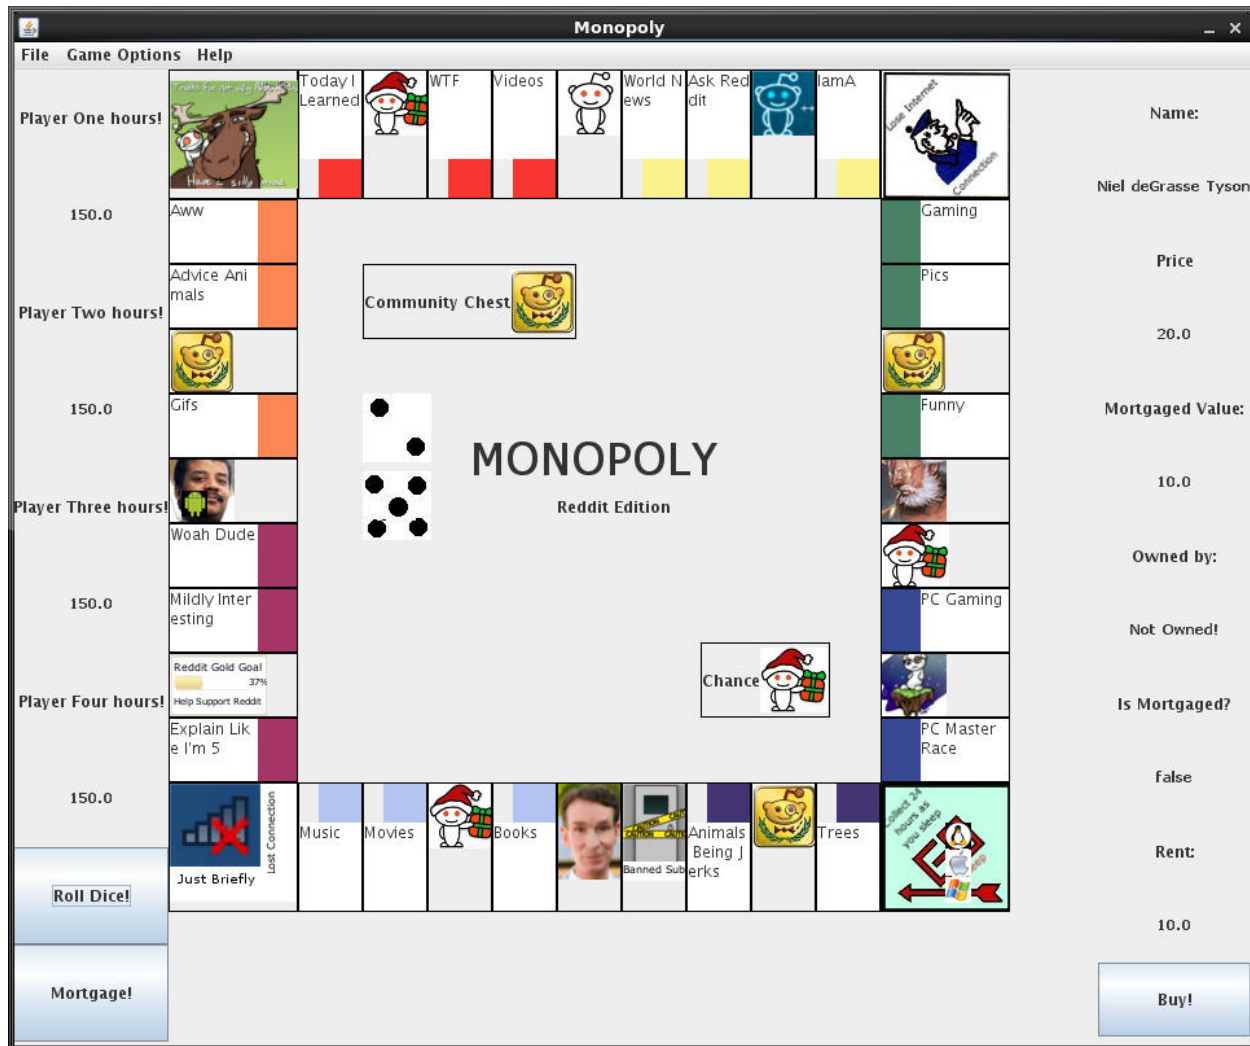 Monopoly
File Game Options Help
Player One hours!
150.0
Player Two hours!
150.0
Player Three hours!
150.0
Player Four hours!
150.0
Roll Dice!
Mortgage!
Have a silly
Today I
Learned
WTF
Videos
World N
ews
Ask Red
dit
IamA
Lose Internet
Connection
Aww
Advice Ani
mals
Gifs
Woah Dude
Mildly Inter
esting
Reddit Gold Goal
37%
Help Support Reddit
Explain Lik
e I'm 5
Community Chest
MONOPOLY
Reddit Edition
Chance
Gaming
Pics
Funny
PC Gaming
PC Master
Race
Lost Connection
Just Briefly
Music
Movies
Books
CAUTION
Banned Sub
Animals
Being J
erks
Trees
Collect 24
hours as
you sleep
Name:
Niel deGrasse Tyson
Price
20.0
Mortgaged Value:
10.0
Owned by:
Not Owned!
Is Mortgaged?
false
Rent:
10.0
Buy!